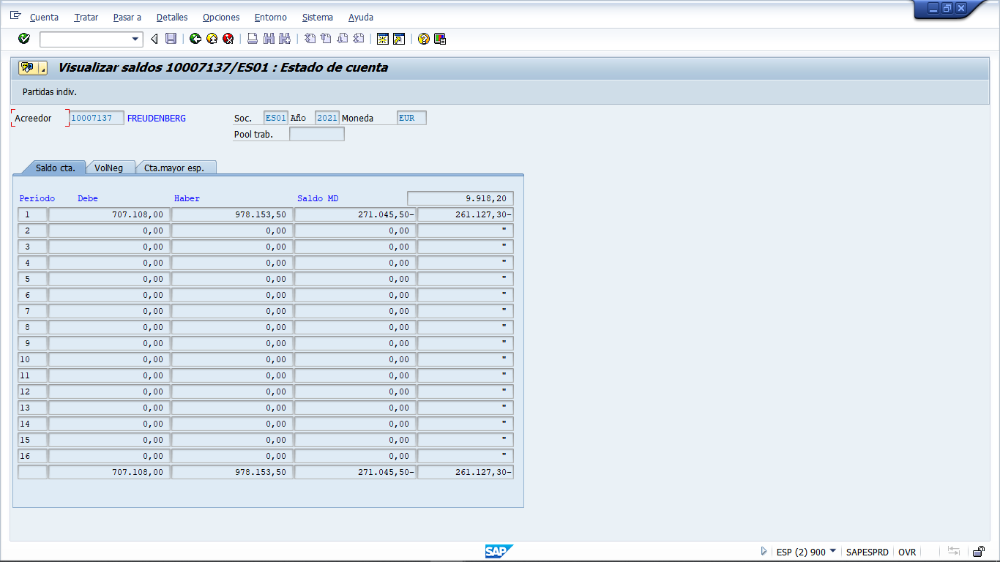 Cuenta Tratar Pasar a Detalles Opciones Entorno Sistema Ayuda
Visualizar saldos 10007137/ES01 : Estado de cuenta
Partidas indiv.
Acreedor 10007137 FREUDENBERG Soc. ES01 Año 2021 Moneda EUR
Pool trab.
Saldo cta. VolNeg Cta.mayor esp.
Período Debe Haber Saldo MD 9.918,20
1 707.108,00 978.153,50 271.045,50- 261.127,30-
2 0,00 0,00 0,00 "
3 0,00 0,00 0,00 "
4 0,00 0,00 0,00 "
5 0,00 0,00 0,00 "
6 0,00 0,00 0,00 "
7 0,00 0,00 0,00 "
8 0,00 0,00 0,00 "
9 0,00 0,00 0,00 "
10 0,00 0,00 0,00 "
11 0,00 0,00 0,00 "
12 0,00 0,00 0,00 "
13 0,00 0,00 0,00 "
14 0,00 0,00 0,00 "
15 0,00 0,00 0,00 "
16 0,00 0,00 0,00 "
707.108,00 978.153,50 271.045,50- 261.127,30-
SAP ESP (2) 900 SAPESPRD OVR